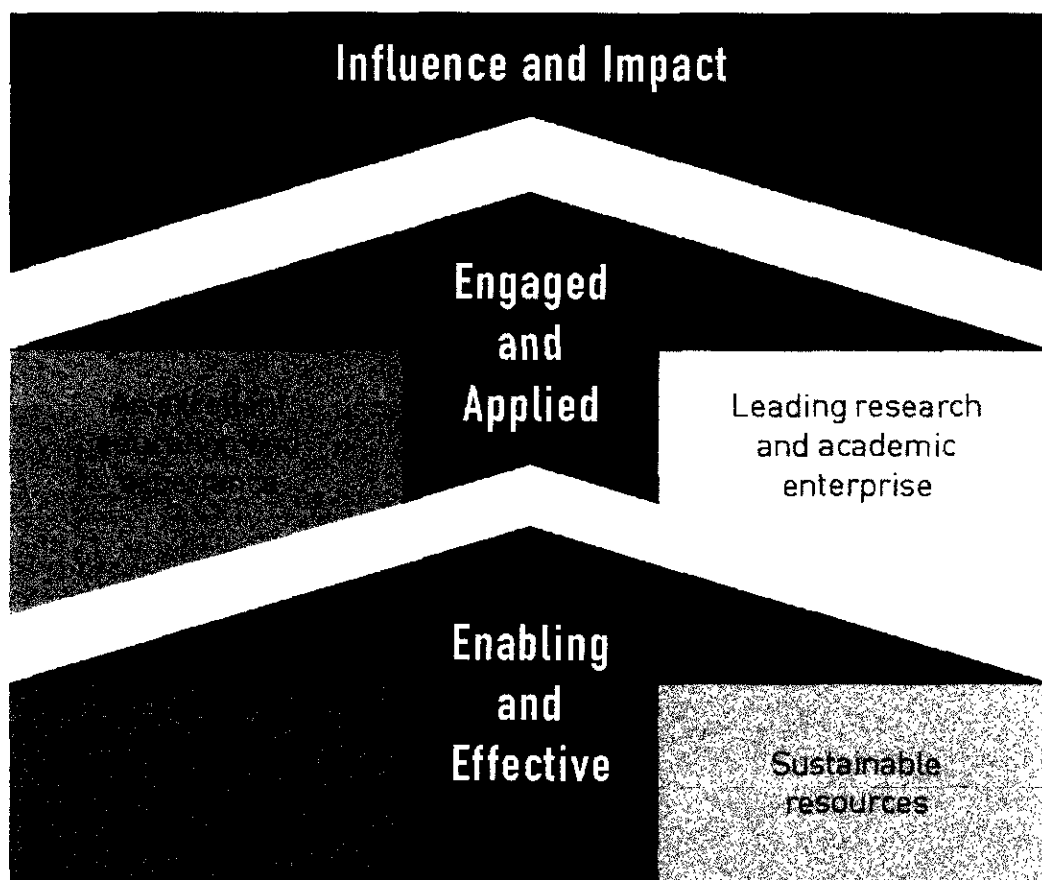 Influence and Impact
Engaged
and
Applied
Leading research
and academic
enterprise
Enabling
and
Effective
Sustainable
resources